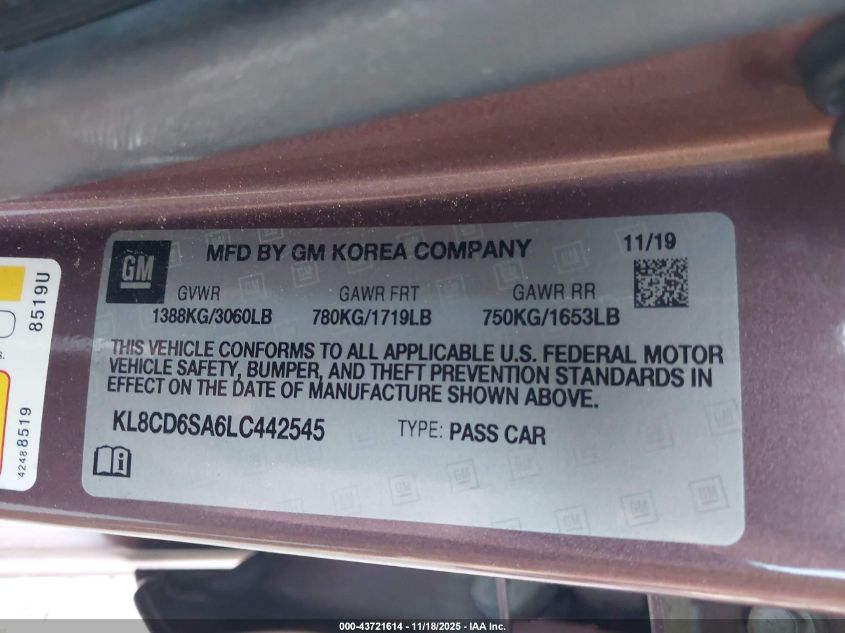 GM
MFD BY GM KOREA COMPANY
11/19
GVWR
GAWR FRT
GAWR RR
1388KG/3060LB
780KG/1719LB
750KG/1653LB
THIS VEHICLE CONFORMS TO ALL APPLICABLE U.S. FEDERAL MOTOR
VEHICLE SAFETY, BUMPER, AND THEFT PREVENTION STANDARDS IN
EFFECT ON THE DATE OF MANUFACTURE SHOWN ABOVE.
KL8CD6SA6LC442545
TYPE: PASS CAR
8519U
42488519
000-43721614 - 11/18/2025 - IAA Inc.